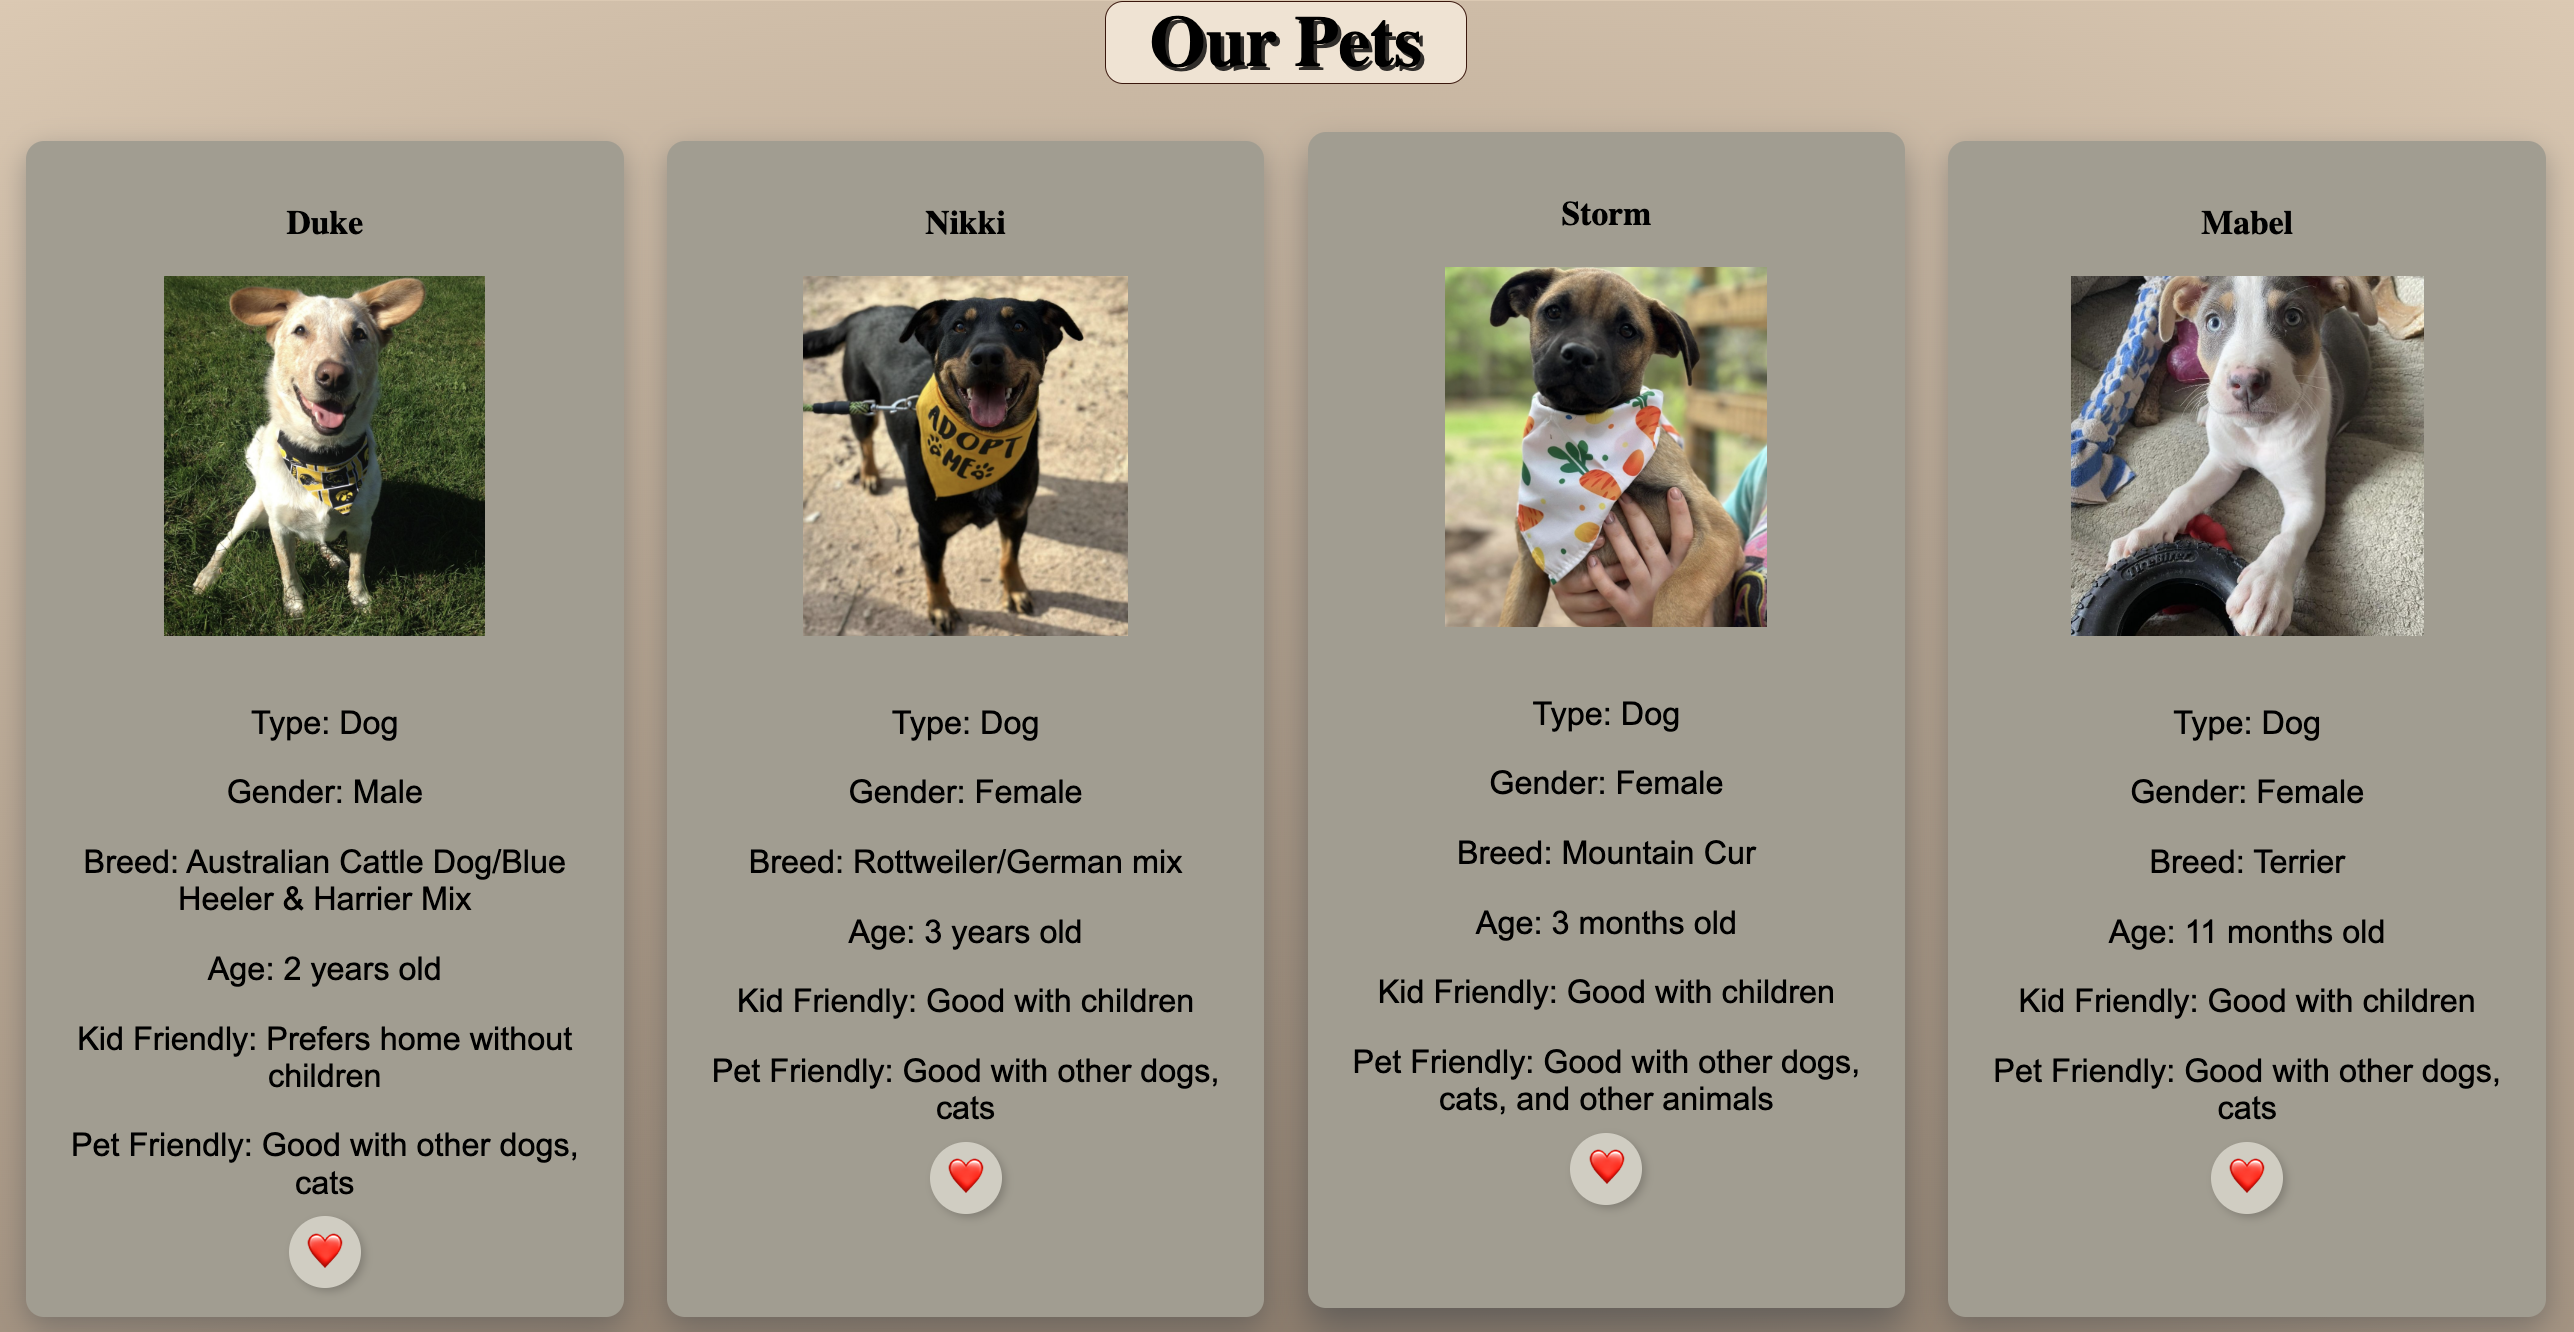 Our Pets
Duke
ADOPT
ME
Type: Dog
Gender: Male
Breed: Australian Cattle Dog/Blue
Heeler & Harrier Mix
Age: 2 years old
Kid Friendly: Prefers home without
children
Pet Friendly: Good with other dogs,
cats
❤️
Nikki
Type: Dog
Gender: Female
Breed: Rottweiler/German mix
Age: 3 years old
Kid Friendly: Good with children
Pet Friendly: Good with other dogs,
cats
❤️
Storm
Type: Dog
Gender: Female
Breed: Mountain Cur
Age: 3 months old
Kid Friendly: Good with children
Pet Friendly: Good with other dogs,
cats, and other animals
❤️
Mabel
Type: Dog
Gender: Female
Breed: Terrier
Age: 11 months old
Kid Friendly: Good with children
Pet Friendly: Good with other dogs,
cats
❤️